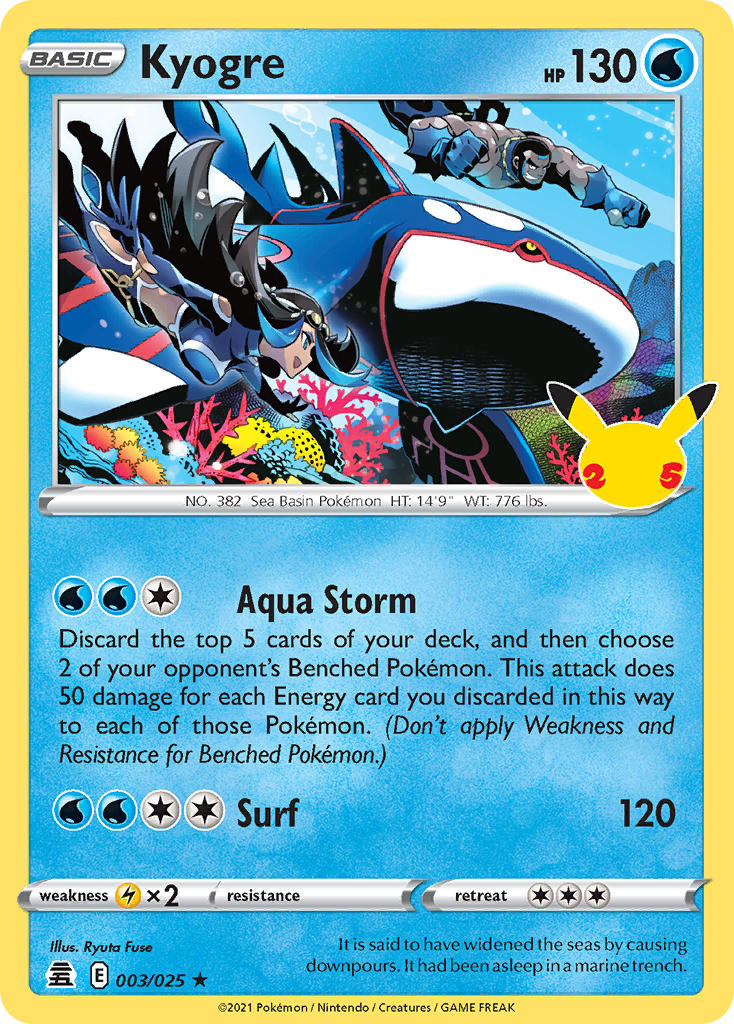 BASIC Kyogre HP 130
25
NO. 382 Sea Basin Pokémon HT: 14'9" WT: 776 lbs.
Aqua Storm
Discard the top 5 cards of your deck, and then choose
2 of your opponent's Benched Pokémon. This attack does
50 damage for each Energy card you discarded in this way
to each of those Pokémon. (Don't apply Weakness and
Resistance for Benched Pokémon.)
Surf 120
weakness ×2 resistance retreat
Illus. Ryuta Fuse
It is said to have widened the seas by causing
downpours. It had been asleep in a marine trench.
E 003/025 ★
©2021 Pokémon / Nintendo / Creatures / GAME FREAK